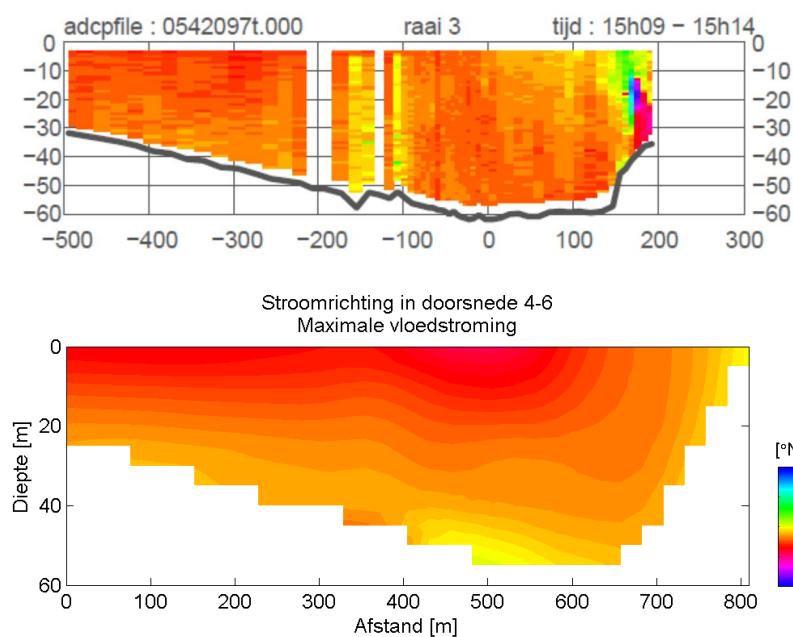 adcpfile : 0542097t.000 raai 3 tijd : 15h09 − 15h14
0 0
−10 −10
−20 −20
−30 −30
−40 −40
−50 −50
−60 −60
−500 −400 −300 −200 −100 0 100 200 300
Stroomrichting in doorsnede 4-6
Maximale vloedstroming
0
20
40
60
Diepte [m]
[°N
0 100 200 300 400 500 600 700 800
Afstand [m]